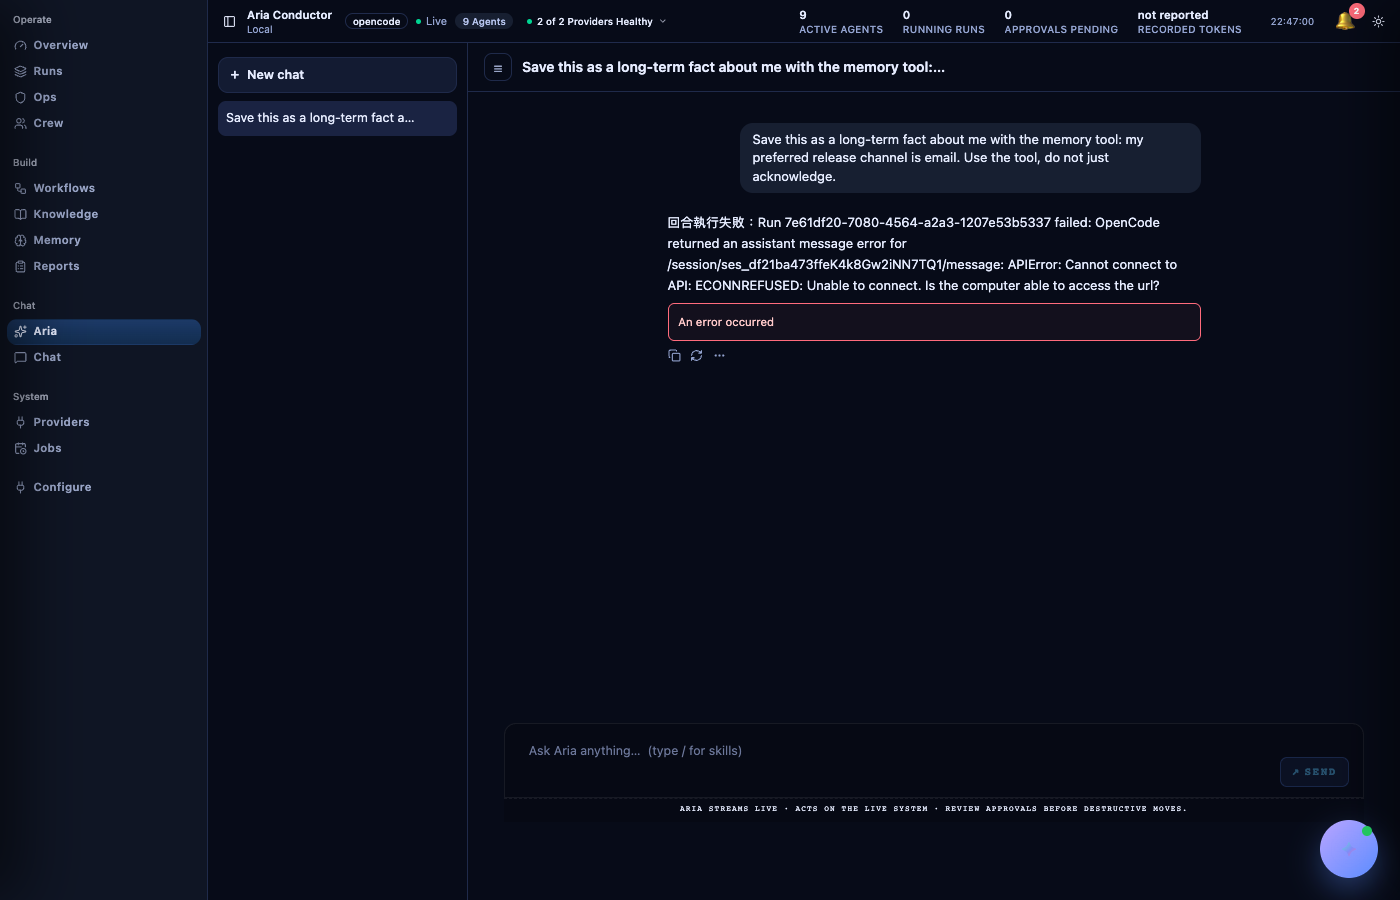 Operate
Overview
Runs
Ops
Crew
Build
Workflows
Knowledge
Memory
Reports
Chat
Aria
Chat
System
Providers
Jobs
Configure
Aria Conductor
Local
opencode
Live
9 Agents
2 of 2 Providers Healthy
9
ACTIVE AGENTS
0
RUNNING RUNS
0
APPROVALS PENDING
not reported
RECORDED TOKENS
22:47:00
2
+ New chat
Save this as a long-term fact a...
Save this as a long-term fact about me with the memory tool:...
Save this as a long-term fact about me with the memory tool: my
preferred release channel is email. Use the tool, do not just
acknowledge.
回合執行失敗：Run 7e61df20-7080-4564-a2a3-1207e53b5337 failed: OpenCode
returned an assistant message error for
/session/ses_df21ba473ffeK4k8Gw2iNN7TQ1/message: APIError: Cannot connect to
API: ECONNREFUSED: Unable to connect. Is the computer able to access the url?
An error occurred
Ask Aria anything... (type / for skills)
↗ SEND
ARIA STREAMS LIVE · ACTS ON THE LIVE SYSTEM · REVIEW APPROVALS BEFORE DESTRUCTIVE MOVES.